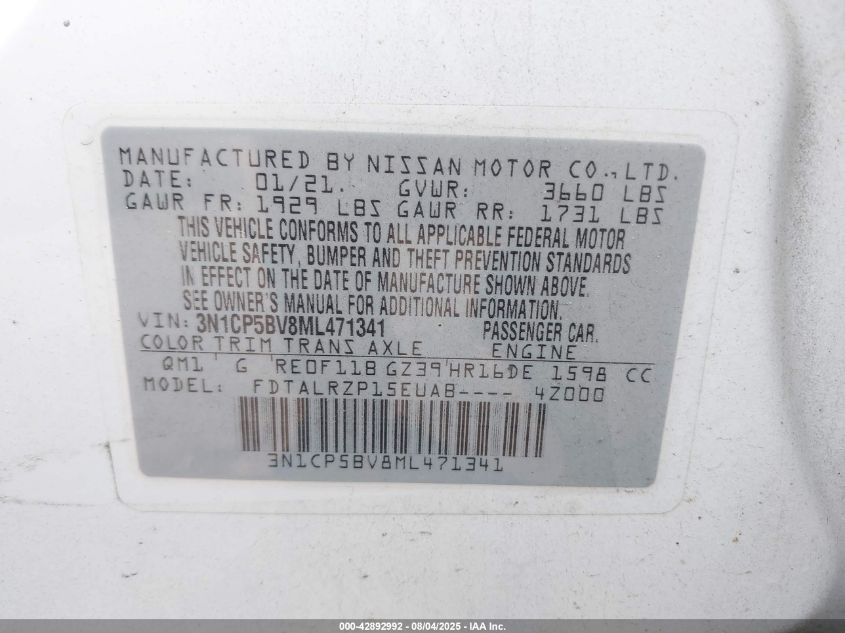 MANUFACTURED BY NISSAN MOTOR CO., LTD.
DATE: 01/21. GVWR: 3660 LBS
GAWR FR: 1929 LBS GAWR RR: 1731 LBS
THIS VEHICLE CONFORMS TO ALL APPLICABLE FEDERAL MOTOR
VEHICLE SAFETY, BUMPER AND THEFT PREVENTION STANDARDS
IN EFFECT ON THE DATE OF MANUFACTURE SHOWN ABOVE.
SEE OWNER'S MANUAL FOR ADDITIONAL INFORMATION.
VIN: 3N1CP5BV8ML471341 PASSENGER CAR.
COLOR TRIM TRANS AXLE ENGINE
QM1 G RE0F11B GZ39 HR16DE 1598 CC
MODEL: FDTALRZP15EUAB---- 4Z000
3N1CP5BV8ML471341
000-42892992 - 08/04/2025 - IAA Inc.